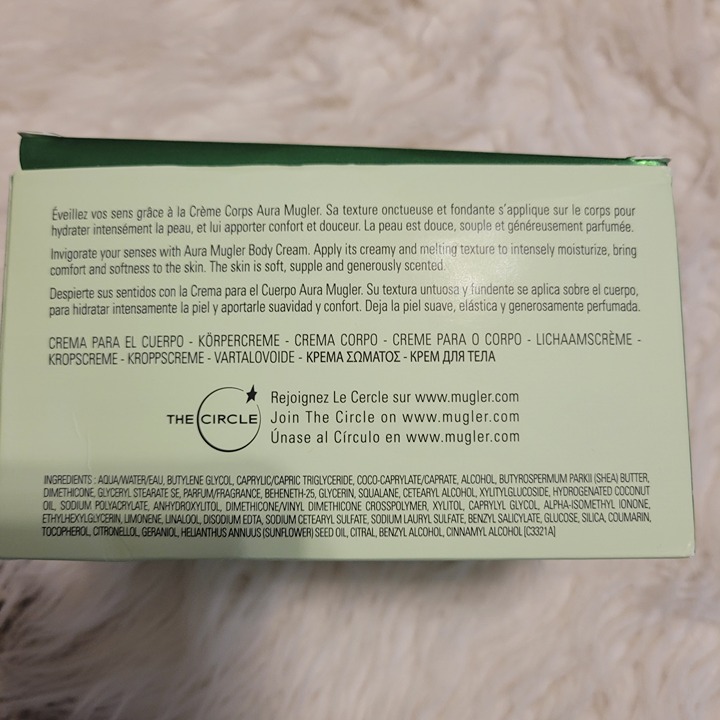 Éveillez vos sens grâce à la Crème Corps Aura Mugler. Sa texture onctueuse et fondante s'applique sur le corps pour
hydrater intensément la peau, et lui apporter confort et douceur. La peau est douce, souple et généreusement parfumée.
Invigorate your senses with Aura Mugler Body Cream. Apply its creamy and melting texture to intensely moisturize, bring
comfort and softness to the skin. The skin is soft, supple and generously scented.
Despierte sus sentidos con la Crema para el Cuerpo Aura Mugler. Su textura untuosa y fundente se aplica sobre el cuerpo,
para hidratar intensamente la piel y aportarle suavidad y confort. Deja la piel suave, elástica y generosamente perfumada.
CREMA PARA EL CUERPO - KÖRPERCREME - CREMA CORPO - CREME PARA O CORPO - LICHAAMSCRÈME -
KROPSCREME - KROPPSCREME - VARTALOVOIDE - ΚΡΕΜΑ ΣΩΜΑΤΟΣ - КРЕМ ДЛЯ ТЕЛА
THE CIRCLE
Rejoignez Le Cercle sur www.mugler.com
Join The Circle on www.mugler.com
Únase al Círculo en www.mugler.com
INGREDIENTS : AQUA/WATER/EAU, BUTYLENE GLYCOL, CAPRYLIC/CAPRIC TRIGLYCERIDE, COCO-CAPRYLATE/CAPRATE, ALCOHOL, BUTYROSPERMUM PARKII (SHEA) BUTTER,
DIMETHICONE, GLYCERYL STEARATE SE, PARFUM/FRAGRANCE, BEHENETH-25, GLYCERIN, SQUALANE, CETEARYL ALCOHOL, XYLITYLGLUCOSIDE, HYDROGENATED COCONUT
OIL, SODIUM POLYACRYLATE, ANHYDROXYLITOL, DIMETHICONE/VINYL DIMETHICONE CROSSPOLYMER, XYLITOL, CAPRYLYL GLYCOL, ALPHA-ISOMETHYL IONONE,
ETHYLHEXYLGLYCERIN, LIMONENE, LINALOOL, DISODIUM EDTA, SODIUM CETEARYL SULFATE, SODIUM LAURYL SULFATE, BENZYL SALICYLATE, GLUCOSE, SILICA, COUMARIN,
TOCOPHEROL, CITRONELLOL, GERANIOL, HELIANTHUS ANNUUS (SUNFLOWER) SEED OIL, CITRAL, BENZYL ALCOHOL, CINNAMYL ALCOHOL [C3321A]